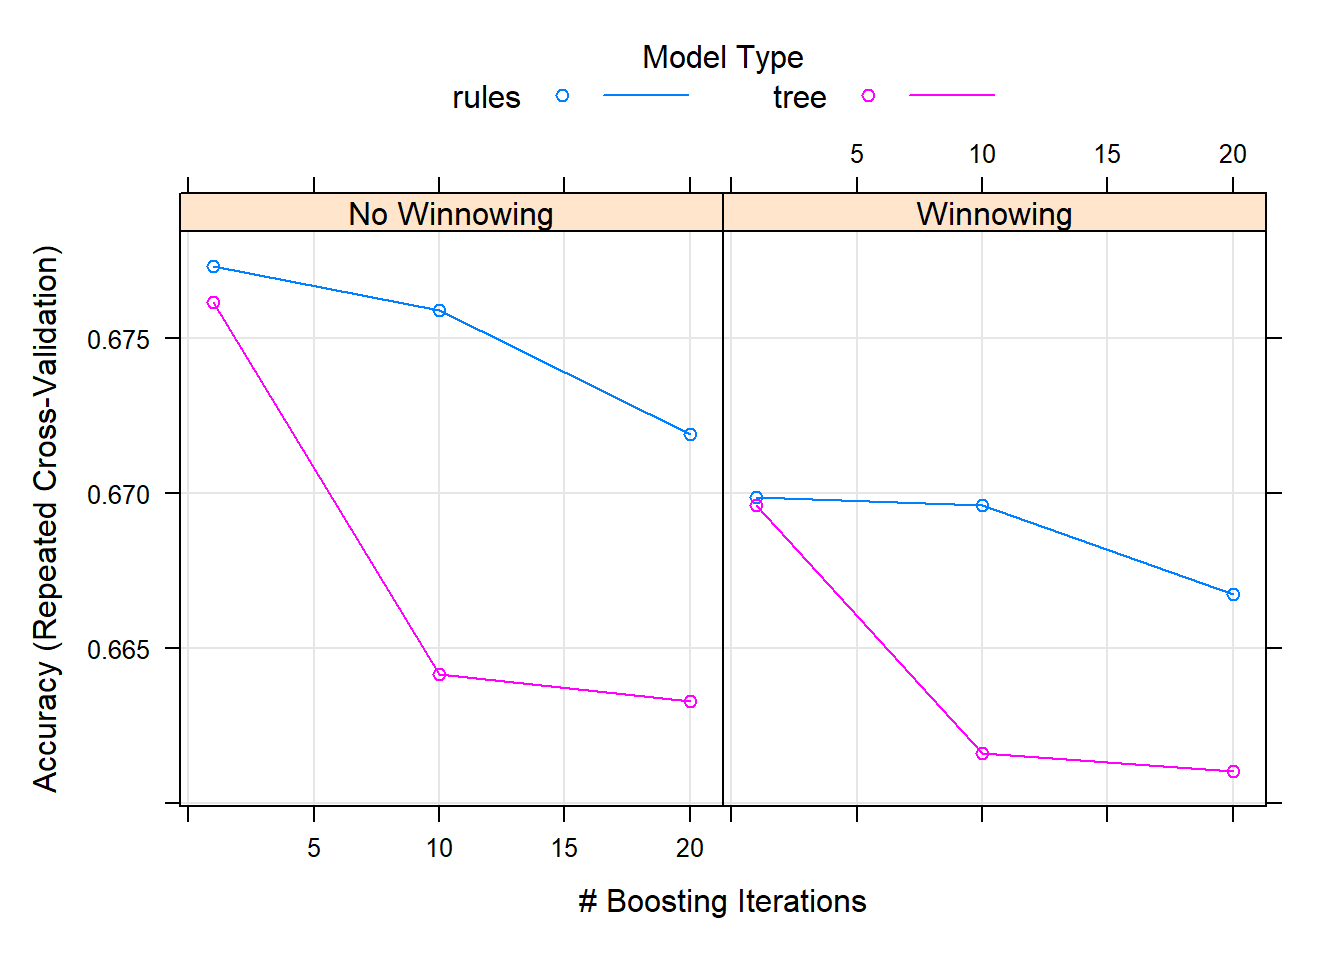 Model Type
rules tree
5 10 15 20
No Winnowing Winnowing
Accuracy (Repeated Cross-Validation)
0.675
0.670
0.665
5 10 15 20
# Boosting Iterations